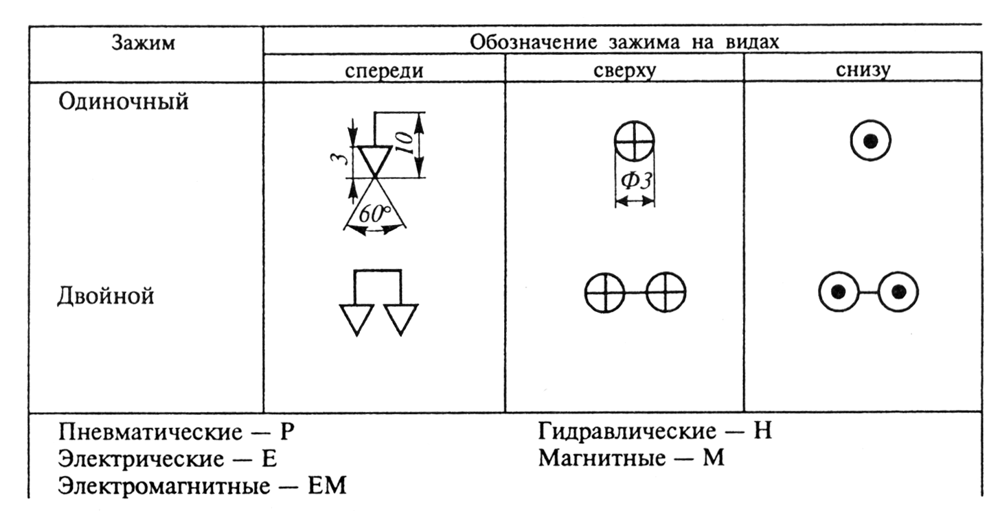 Зажим
Обозначение зажима на видах
спереди
сверху
снизу
Одиночный
3
10
60°
Ф3
Двойной
Пневматические — P
Гидравлические — H
Электрические — E
Магнитные — M
Электромагнитные — EM